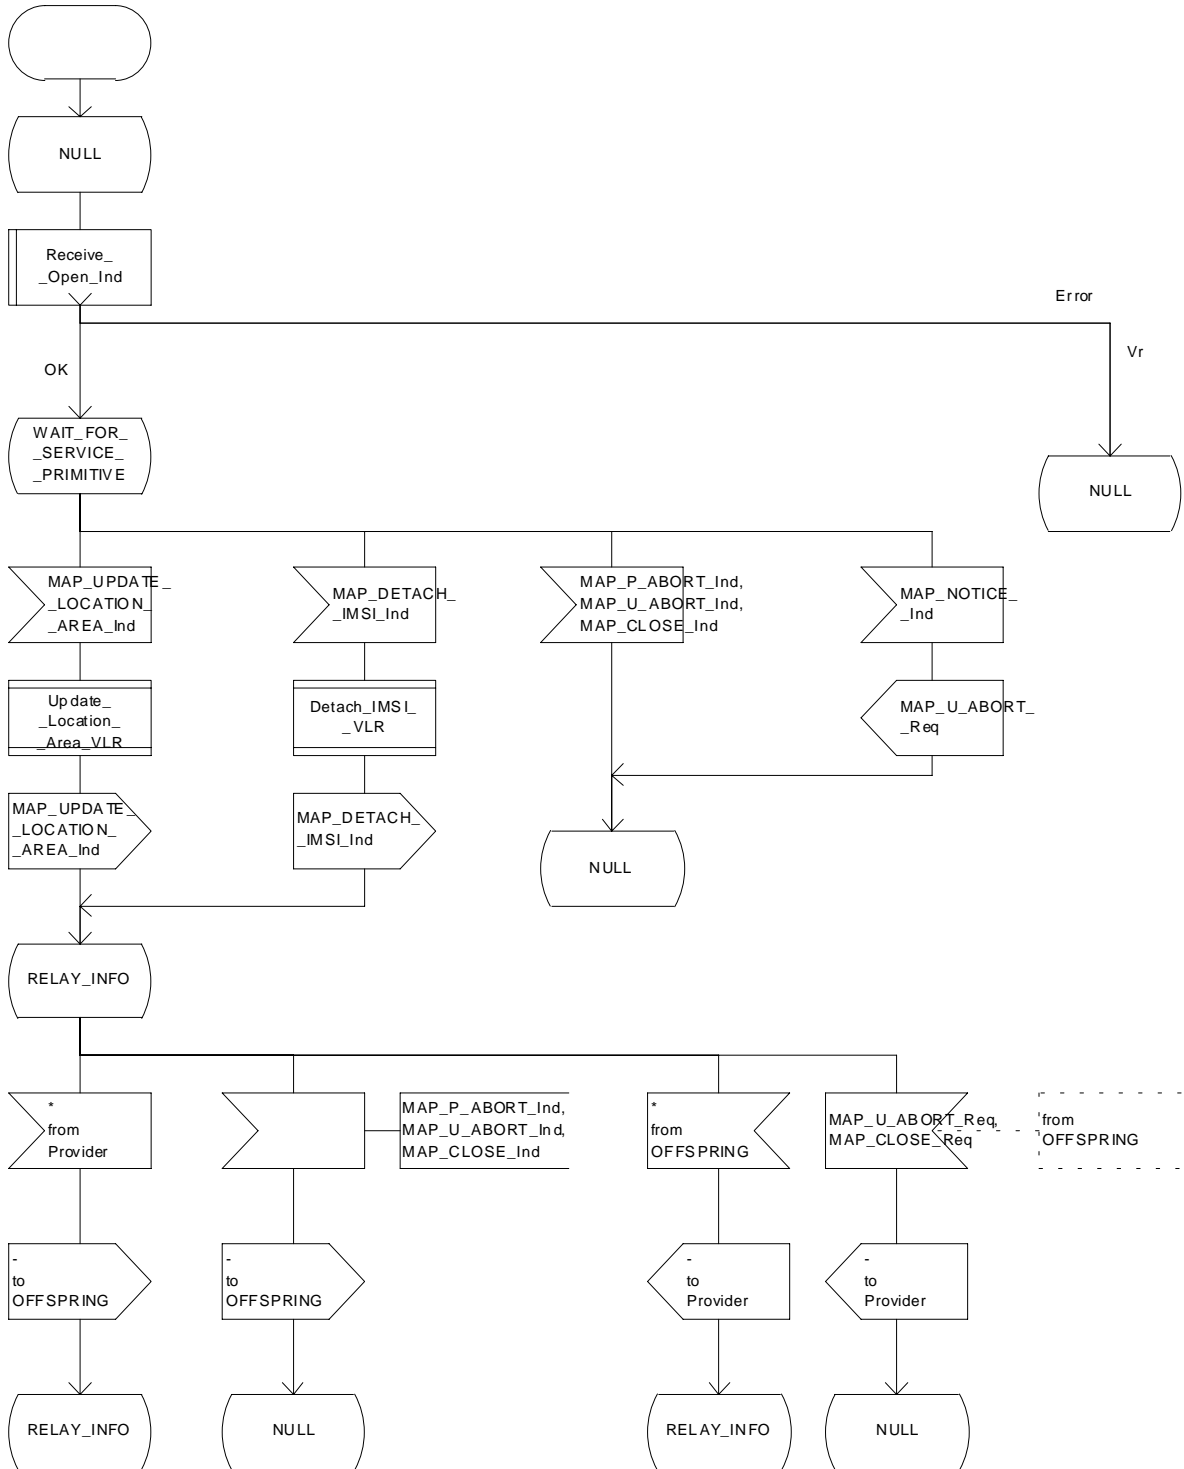 NULL
Receive_
_Open_Ind
Error
Vr
OK
WAIT_FOR_
_SERVICE_
_PRIMITIVE
NULL
MAP_UPDATE_
_LOCATION_
_AREA_Ind
MAP_DETACH_
_IMSI_Ind
MAP_P_ABORT_Ind,
MAP_U_ABORT_Ind,
MAP_CLOSE_Ind
MAP_NOTICE_
_Ind
Update_
_Location_
_Area_VLR
Detach_IMSI_
_VLR
MAP_U_ABORT_
_Req
MAP_UPDATE_
_LOCATION_
_AREA_Ind
MAP_DETACH_
_IMSI_Ind
NULL
RELAY_INFO
*
from
Provider
MAP_P_ABORT_Ind,
MAP_U_ABORT_Ind,
MAP_CLOSE_Ind
*
from
OFFSPRING
MAP_U_ABORT_Req,
MAP_CLOSE_Req
from
OFFSPRING
-
to
OFFSPRING
-
to
OFFSPRING
-
to
Provider
-
to
Provider
RELAY_INFO
NULL
RELAY_INFO
NULL